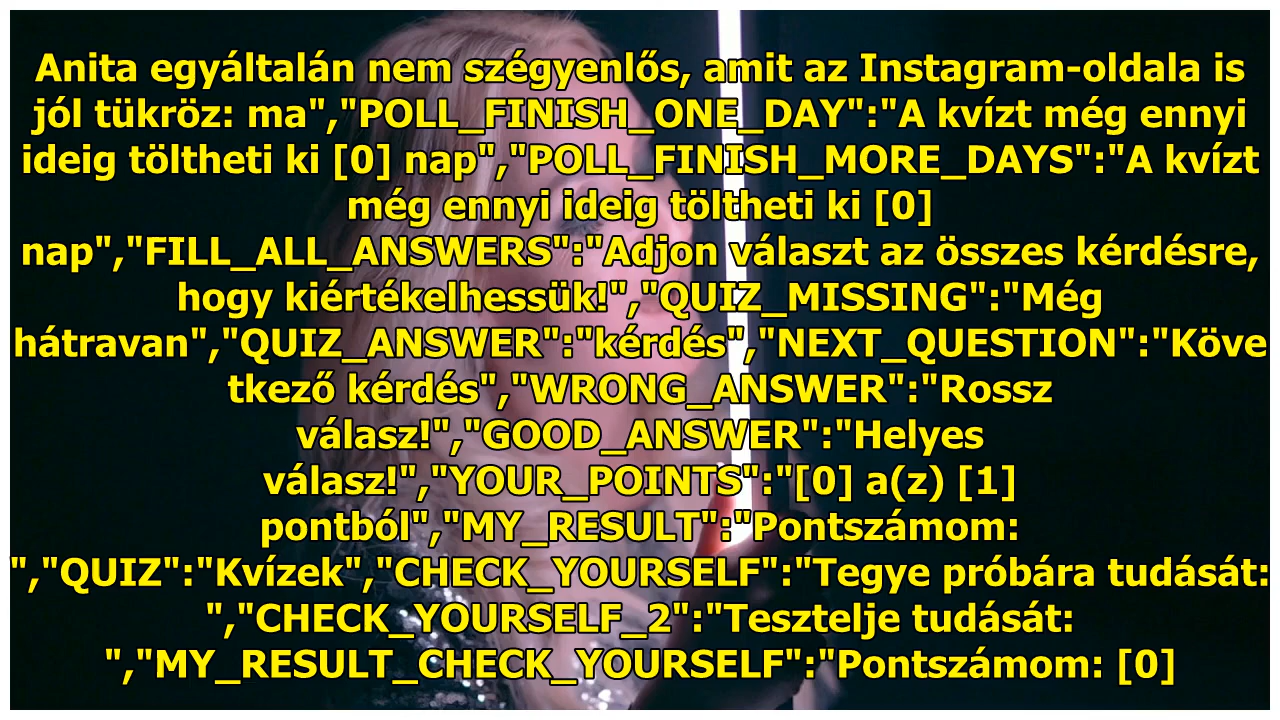 Anita egyáltalán nem szégyenlős, amit az Instagram-oldala is
jól tükröz: ma","POLL_FINISH_ONE_DAY":"A kvízt még ennyi
ideig töltheti ki [0] nap","POLL_FINISH_MORE_DAYS":"A kvízt
még ennyi ideig töltheti ki [0]
nap","FILL_ALL_ANSWERS":"Adjon választ az összes kérdésre,
hogy kiértékelhessük!","QUIZ_MISSING":"Még
hátravan","QUIZ_ANSWER":"kérdés","NEXT_QUESTION":"Köve
tkező kérdés","WRONG_ANSWER":"Rossz
válasz!","GOOD_ANSWER":"Helyes
válasz!","YOUR_POINTS":"[0] a(z) [1]
pontból","MY_RESULT":"Pontszámom:
","QUIZ":"Kvízek","CHECK_YOURSELF":"Tegye próbára tudását:
","CHECK_YOURSELF_2":"Tesztelje tudását:
","MY_RESULT_CHECK_YOURSELF":"Pontszámom: [0]